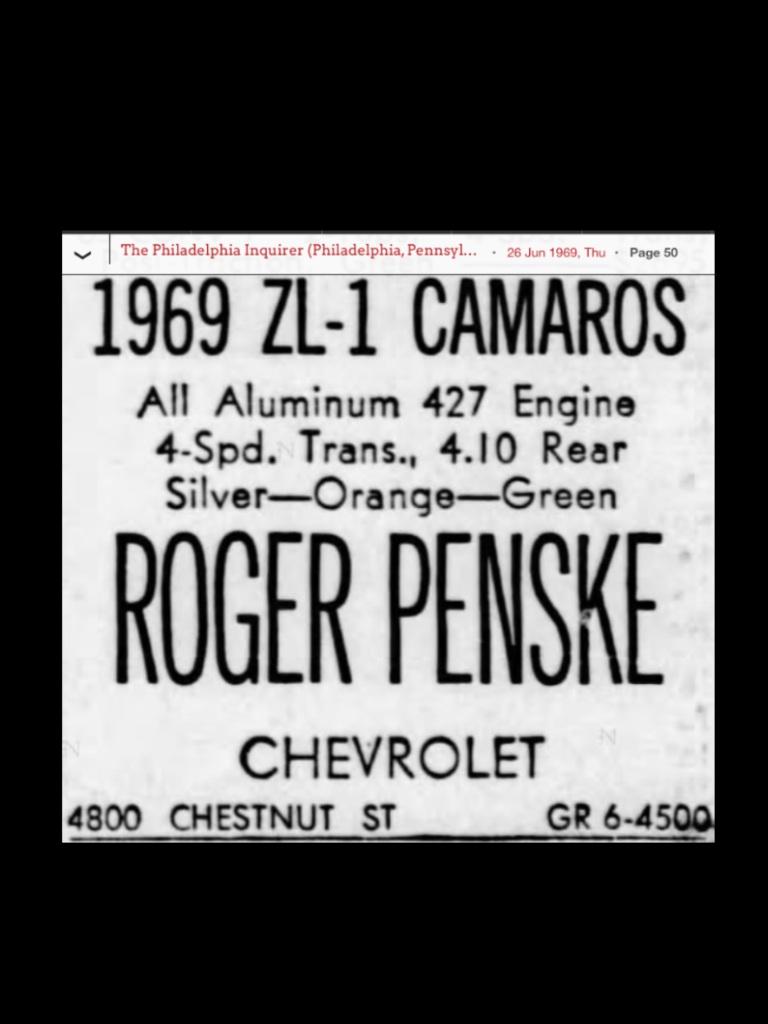 The Philadelphia Inquirer (Philadelphia, Pennsyl... · 26 Jun 1969, Thu · Page 50
1969 ZL-1 CAMAROS
All Aluminum 427 Engine
4-Spd. Trans., 4.10 Rear
Silver—Orange—Green
ROGER PENSKE
CHEVROLET
4800 CHESTNUT ST GR 6-4500